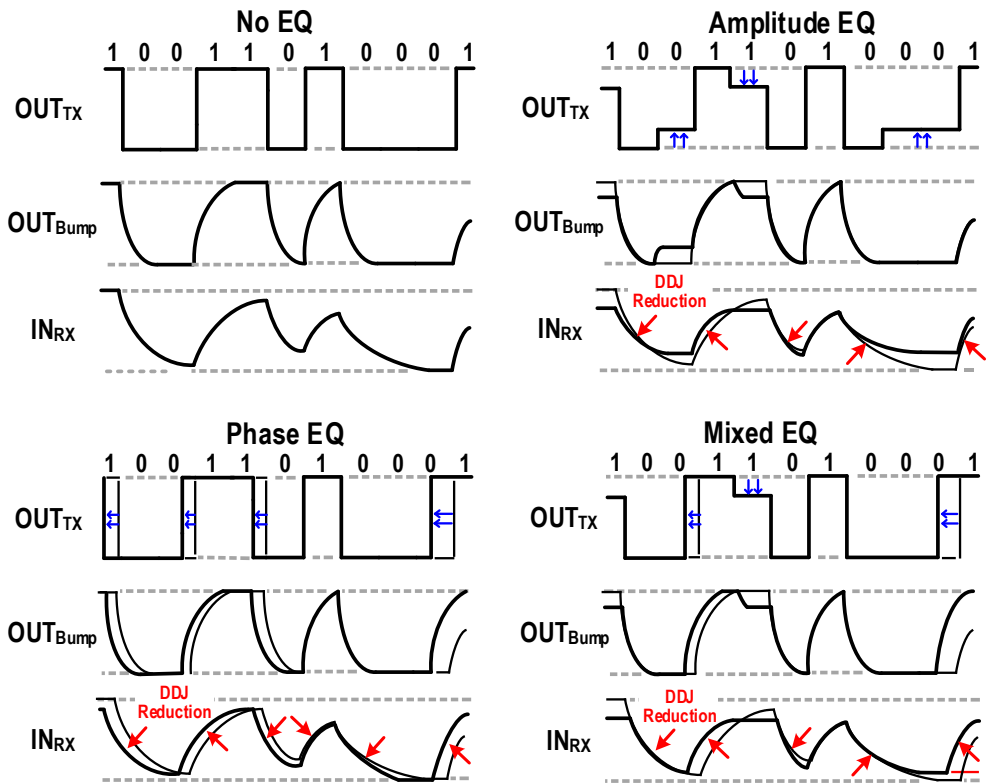 No EQ
1 0 0 1 1 0 1 0 0 0 1
OUTTX
OUTBump
INRX
Amplitude EQ
1 0 0 1 1 0 1 0 0 0 1
OUTTX
OUTBump
DDJ
Reduction
INRX
Phase EQ
1 0 0 1 1 0 1 0 0 0 1
OUTTX
OUTBump
DDJ
Reduction
INRX
Mixed EQ
1 0 0 1 1 0 1 0 0 0 1
OUTTX
OUTBump
DDJ
Reduction
INRX